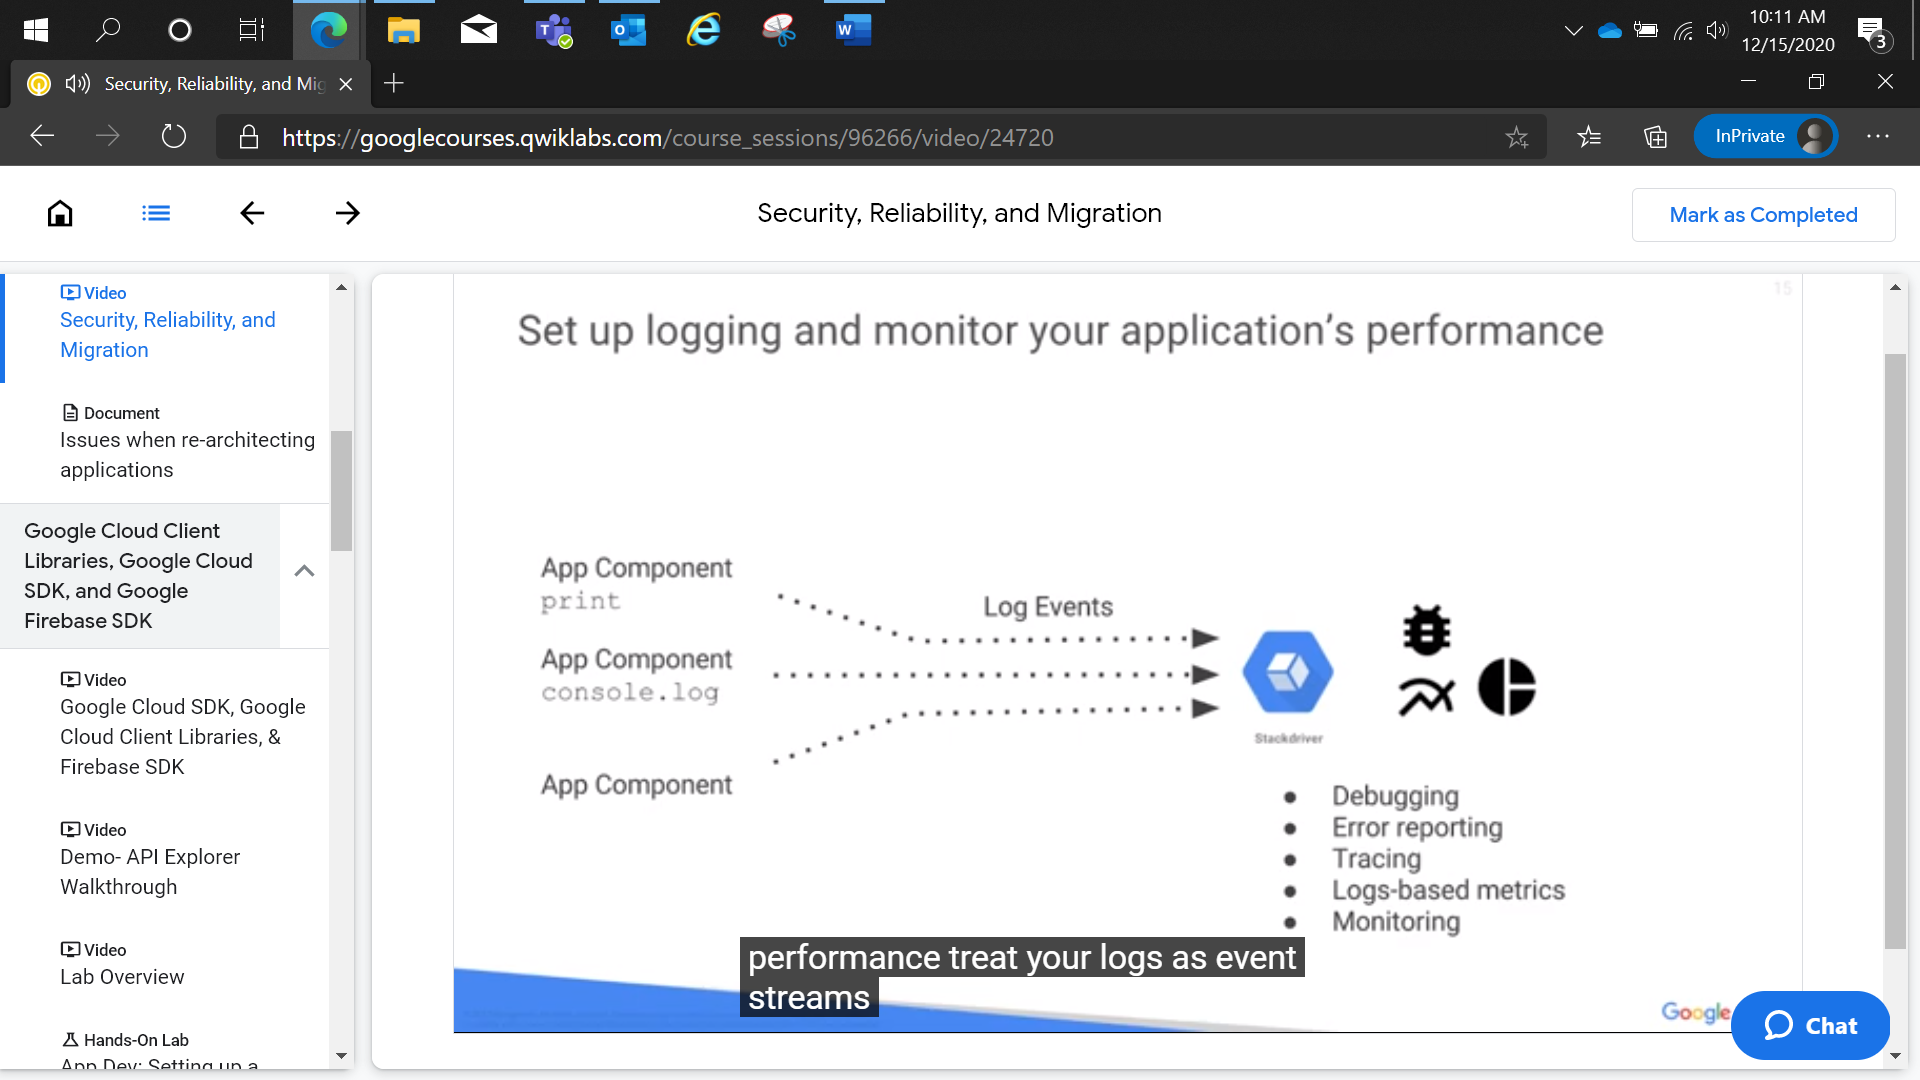 10:11 AM
12/15/2020
3
Security, Reliability, and Mig
https://googlecourses.qwiklabs.com/course_sessions/96266/video/24720
InPrivate
Security, Reliability, and Migration
Mark as Completed
Video
Security, Reliability, and
Migration
Document
Issues when re-architecting
applications
Google Cloud Client
Libraries, Google Cloud
SDK, and Google
Firebase SDK
Video
Google Cloud SDK, Google
Cloud Client Libraries, &
Firebase SDK
Video
Demo- API Explorer
Walkthrough
Video
Lab Overview
Hands-On Lab
App Dev: Setting up a
15
Set up logging and monitor your application's performance
App Component
print
App Component
console.log
App Component
Log Events
Stackdriver
Debugging
Error reporting
Tracing
Logs-based metrics
Monitoring
performance treat your logs as event
streams
Google
Chat